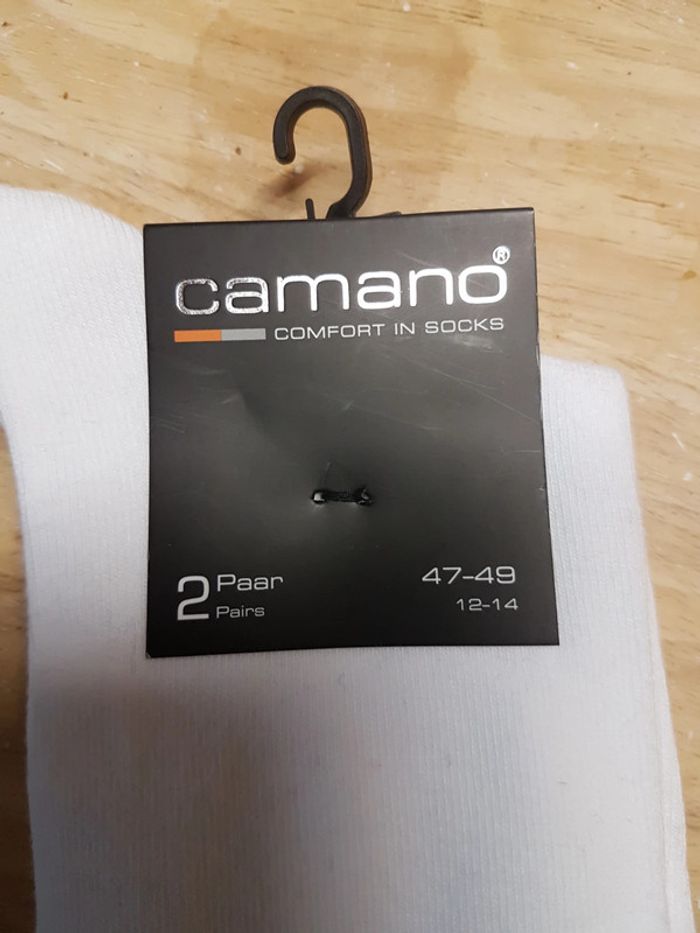 camano®
COMFORT IN SOCKS
2 Paar
Pairs
47-49
12-14